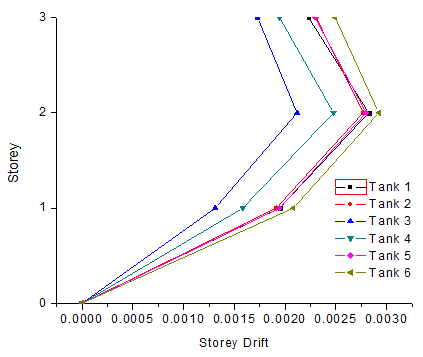 3
2
1
0
Storey
0.0000 0.0005 0.0010 0.0015 0.0020 0.0025 0.0030
Storey Drift
Tank 1
Tank 2
Tank 3
Tank 4
Tank 5
Tank 6